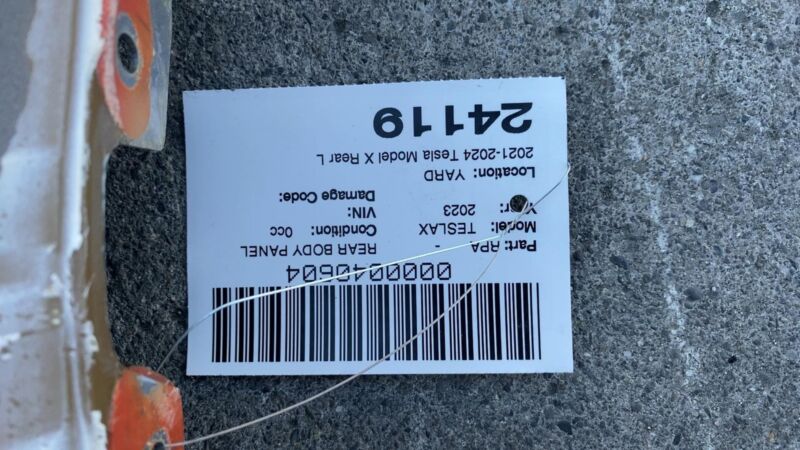 0000040604
Part: RPA - REAR BODY PANEL
Model: TESLAX Condition: 0cc
2023 VIN:
Damage Code:
Location: YARD
2021-2024 Tesla Model X Rear L
24119